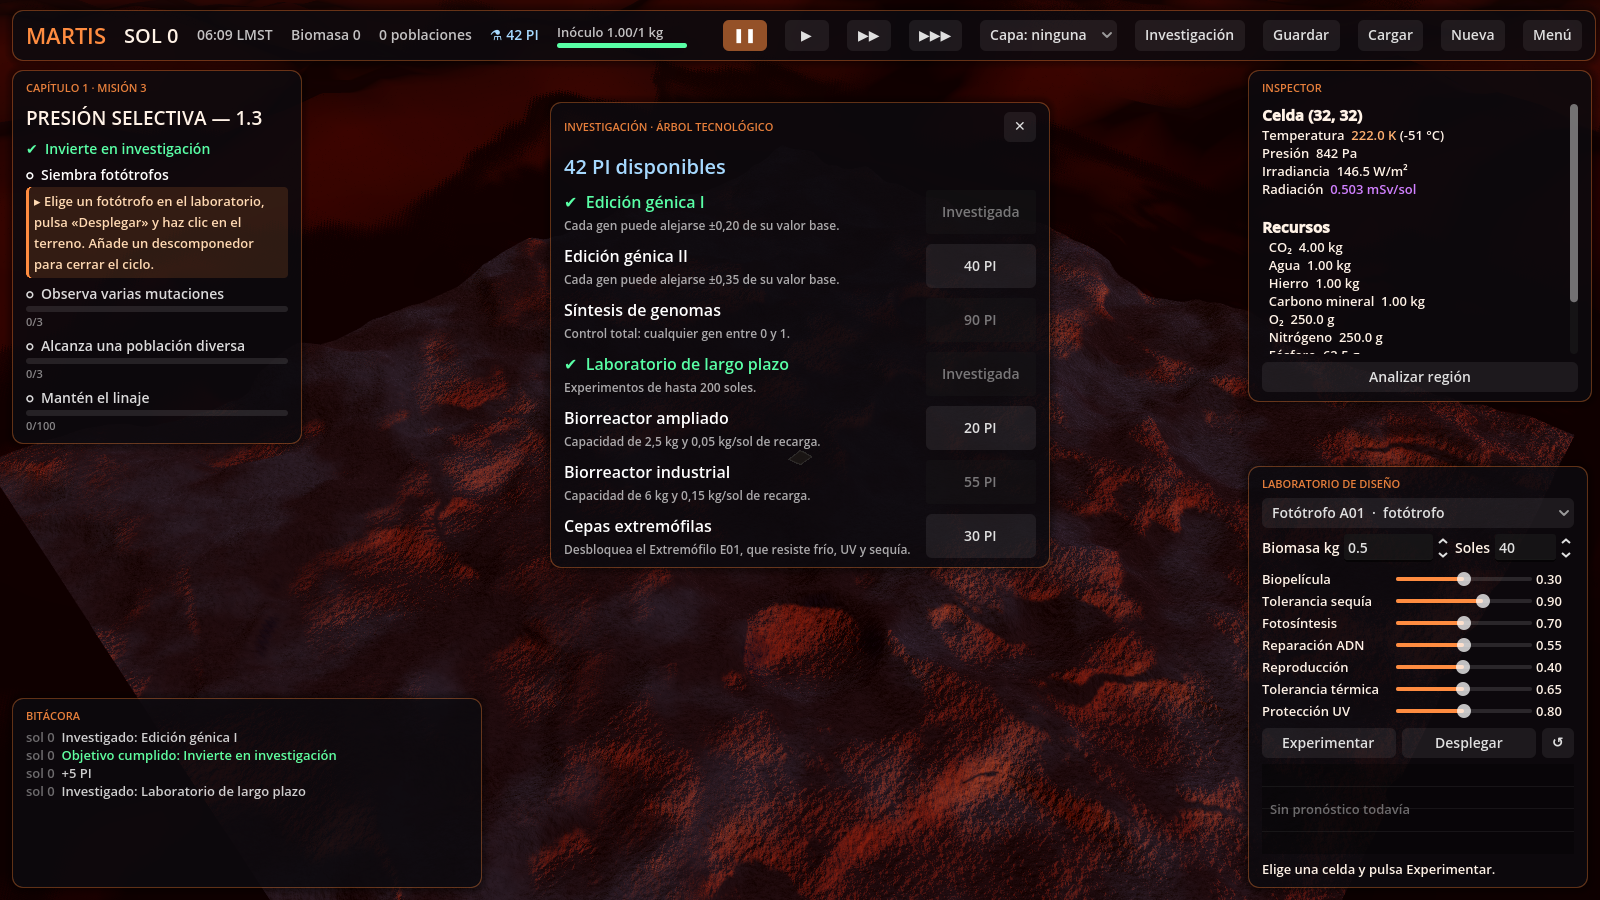 MARTIS SOL 0 06:09 LMST Biomasa 0 0 poblaciones ⚗ 42 PI Inóculo 1.00/1 kg ❚❚ ▶ ▶▶ ▶▶▶ Capa: ninguna Investigación Guardar Cargar Nueva Menú
CAPÍTULO 1 · MISIÓN 3
PRESIÓN SELECTIVA — 1.3
✔ Invierte en investigación
Siembra fotótrofos
▸ Elige un fotótrofo en el laboratorio,
pulsa «Desplegar» y haz clic en el
terreno. Añade un descomponedor
para cerrar el ciclo.
Observa varias mutaciones
0/3
Alcanza una población diversa
0/3
Mantén el linaje
0/100
INVESTIGACIÓN · ÁRBOL TECNOLÓGICO ✕
42 PI disponibles
✔ Edición génica I
Cada gen puede alejarse ±0,20 de su valor base.
Investigada
Edición génica II
Cada gen puede alejarse ±0,35 de su valor base.
40 PI
Síntesis de genomas
Control total: cualquier gen entre 0 y 1.
90 PI
✔ Laboratorio de largo plazo
Experimentos de hasta 200 soles.
Investigada
Biorreactor ampliado
Capacidad de 2,5 kg y 0,05 kg/sol de recarga.
20 PI
Biorreactor industrial
Capacidad de 6 kg y 0,15 kg/sol de recarga.
55 PI
Cepas extremófilas
Desbloquea el Extremófilo E01, que resiste frío, UV y sequía.
30 PI
INSPECTOR
Celda (32, 32)
Temperatura 222.0 K (-51 °C)
Presión 842 Pa
Irradiancia 146.5 W/m²
Radiación 0.503 mSv/sol
Recursos
CO₂ 4.00 kg
Agua 1.00 kg
Hierro 1.00 kg
Carbono mineral 1.00 kg
O₂ 250.0 g
Nitrógeno 250.0 g
Fósforo 62.5 g
Analizar región
LABORATORIO DE DISEÑO
Fotótrofo A01 · fotótrofo
Biomasa kg 0.5 Soles 40
Biopelícula 0.30
Tolerancia sequía 0.90
Fotosíntesis 0.70
Reparación ADN 0.55
Reproducción 0.40
Tolerancia térmica 0.65
Protección UV 0.80
Experimentar Desplegar ↺
Sin pronóstico todavía
Elige una celda y pulsa Experimentar.
BITÁCORA
sol 0 Investigado: Edición génica I
sol 0 Objetivo cumplido: Invierte en investigación
sol 0 +5 PI
sol 0 Investigado: Laboratorio de largo plazo